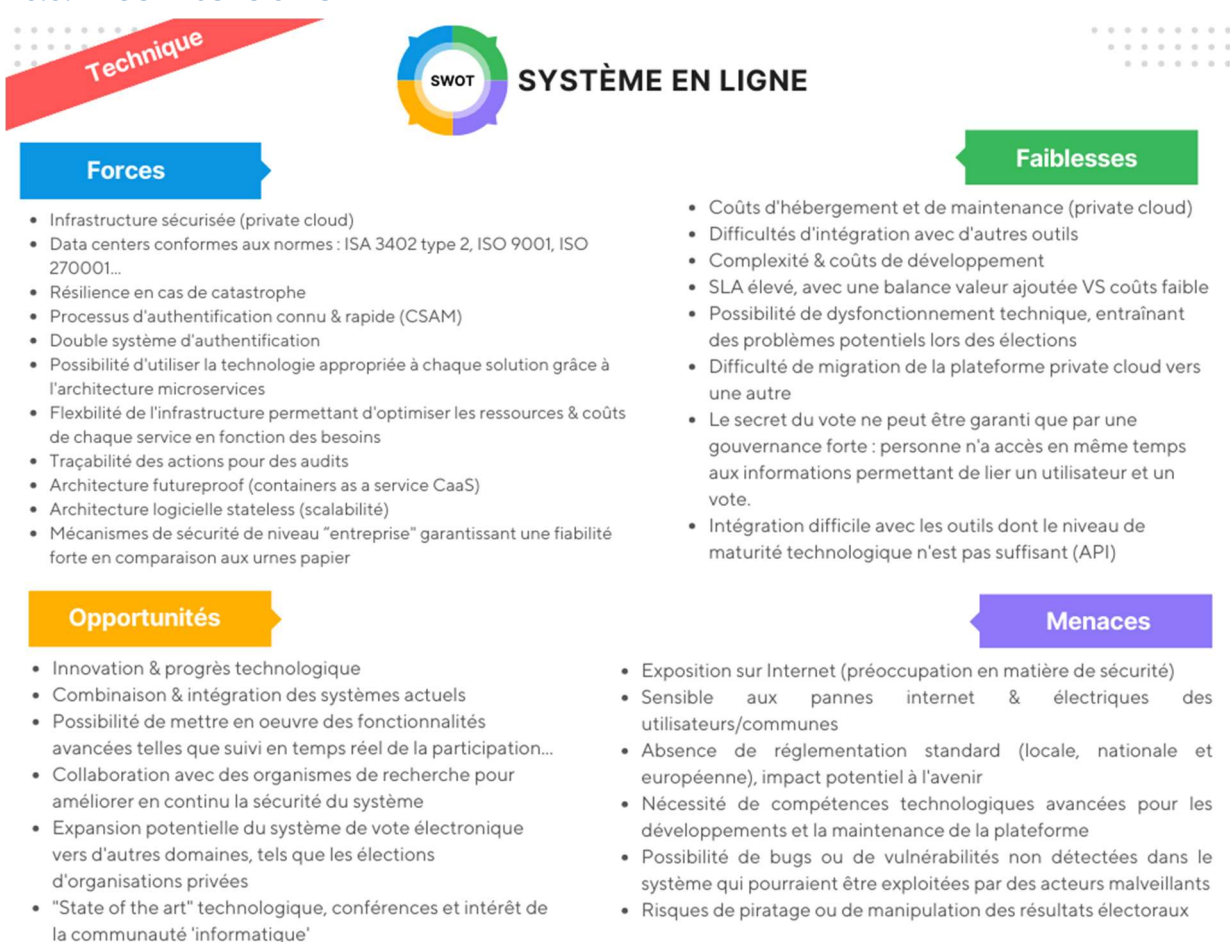 Technique
SWOT
SYSTÈME EN LIGNE
Forces
• Infrastructure sécurisée (private cloud)
• Data centers conformes aux normes : ISA 3402 type 2, ISO 9001, ISO
270001...
• Résilience en cas de catastrophe
• Processus d'authentification connu & rapide (CSAM)
• Double système d'authentification
• Possibilité d'utiliser la technologie appropriée à chaque solution grâce à
l'architecture microservices
• Flexbilité de l'infrastructure permettant d'optimiser les ressources & coûts
de chaque service en fonction des besoins
• Traçabilité des actions pour des audits
• Architecture futureproof (containers as a service CaaS)
• Architecture logicielle stateless (scalabilité)
• Mécanismes de sécurité de niveau “entreprise" garantissant une fiabilité
forte en comparaison aux urnes papier
Faiblesses
• Coûts d'hébergement et de maintenance (private cloud)
• Difficultés d'intégration avec d'autres outils
• Complexité & coûts de développement
• SLA élevé, avec une balance valeur ajoutée VS coûts faible
• Possibilité de dysfonctionnement technique, entraînant
des problèmes potentiels lors des élections
• Difficulté de migration de la plateforme private cloud vers
une autre
• Le secret du vote ne peut être garanti que par une
gouvernance forte : personne n'a accès en même temps
aux informations permettant de lier un utilisateur et un
vote.
• Intégration difficile avec les outils dont le niveau de
maturité technologique n'est pas suffisant (API)
Opportunités
• Innovation & progrès technologique
• Combinaison & intégration des systèmes actuels
• Possibilité de mettre en oeuvre des fonctionnalités
avancées telles que suivi en temps réel de la participation...
• Collaboration avec des organismes de recherche pour
améliorer en continu la sécurité du système
• Expansion potentielle du système de vote électronique
vers d'autres domaines, tels que les élections
d'organisations privées
• "State of the art" technologique, conférences et intérêt de
la communauté 'informatique'
Menaces
• Exposition sur Internet (préoccupation en matière de sécurité)
• Sensible aux pannes internet & électriques des
utilisateurs/communes
• Absence de réglementation standard (locale, nationale et
européenne), impact potentiel à l'avenir
• Nécessité de compétences technologiques avancées pour les
développements et la maintenance de la plateforme
• Possibilité de bugs ou de vulnérabilités non détectées dans le
système qui pourraient être exploitées par des acteurs malveillants
• Risques de piratage ou de manipulation des résultats électoraux